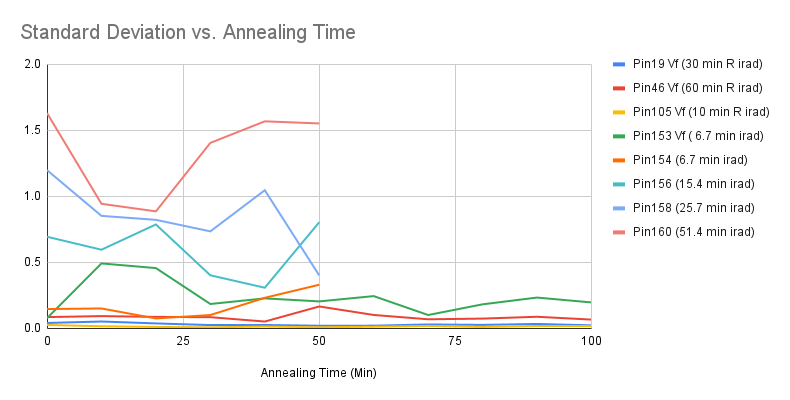 Standard Deviation vs. Annealing Time
2.0
1.5
1.0
0.5
0.0
0
25
50
75
100
Annealing Time (Min)
Pin19 Vf (30 min R irad)
Pin46 Vf (60 min R irad)
Pin105 Vf (10 min R irad)
Pin153 Vf ( 6.7 min irad)
Pin154 (6.7 min irad)
Pin156 (15.4 min irad)
Pin158 (25.7 min irad)
Pin160 (51.4 min irad)